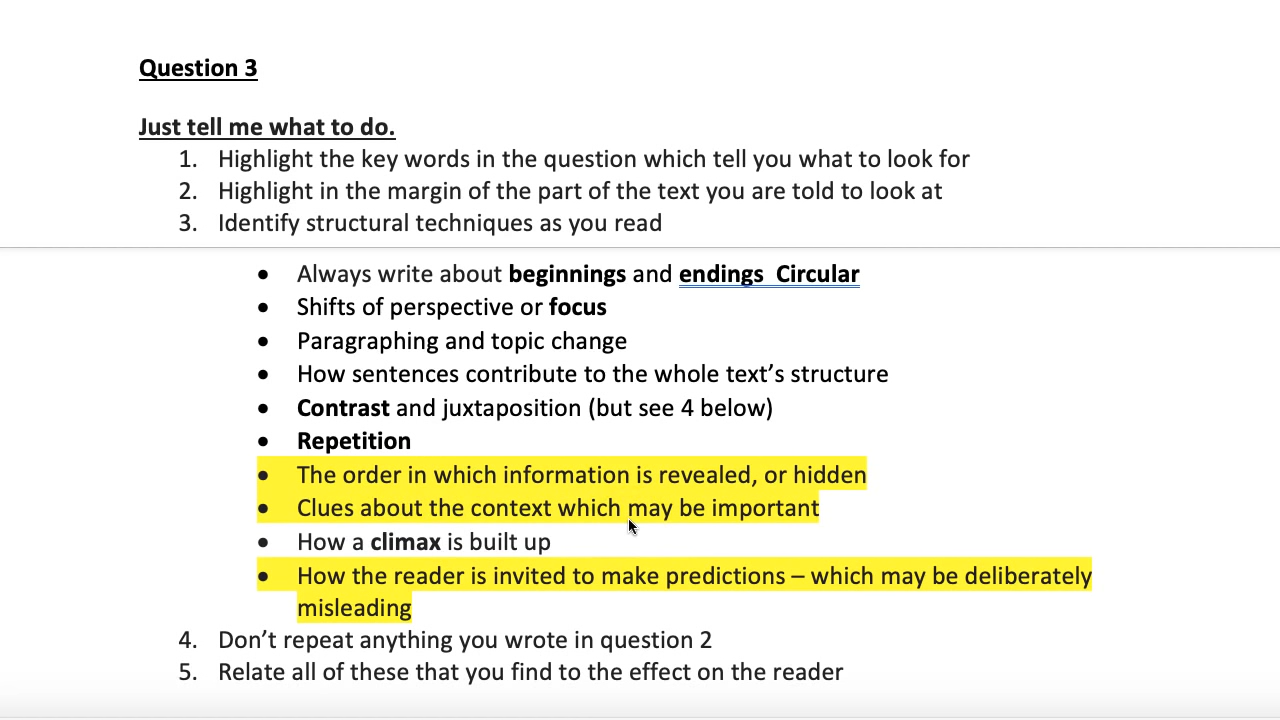 Question 3
Just tell me what to do.
1. Highlight the key words in the question which tell you what to look for
2. Highlight in the margin of the part of the text you are told to look at
3. Identify structural techniques as you read
• Always write about beginnings and endings  Circular
• Shifts of perspective or focus
• Paragraphing and topic change
• How sentences contribute to the whole text’s structure
• Contrast and juxtaposition (but see 4 below)
• Repetition
• The order in which information is revealed, or hidden
• Clues about the context which may be important
• How a climax is built up
• How the reader is invited to make predictions – which may be deliberately
misleading
4. Don’t repeat anything you wrote in question 2
5. Relate all of these that you find to the effect on the reader